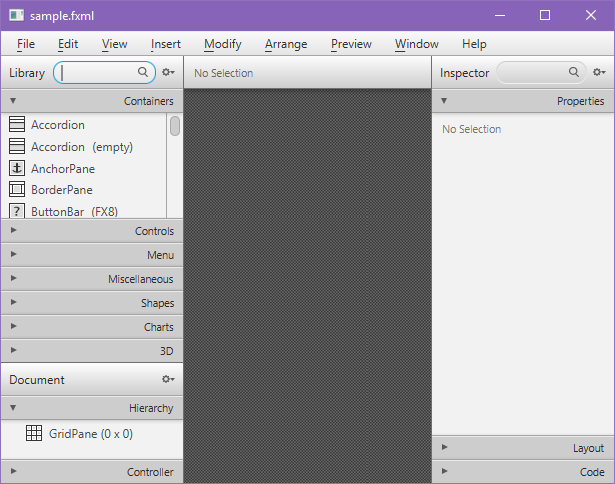 sample.fxml
File Edit View Insert Modify Arrange Preview Window Help
Library
No Selection
Inspector
Containers
Accordion
Accordion (empty)
AnchorPane
BorderPane
ButtonBar (FX8)
Controls
Menu
Miscellaneous
Shapes
Charts
3D
Document
Hierarchy
GridPane (0 x 0)
Controller
Properties
No Selection
Layout
Code